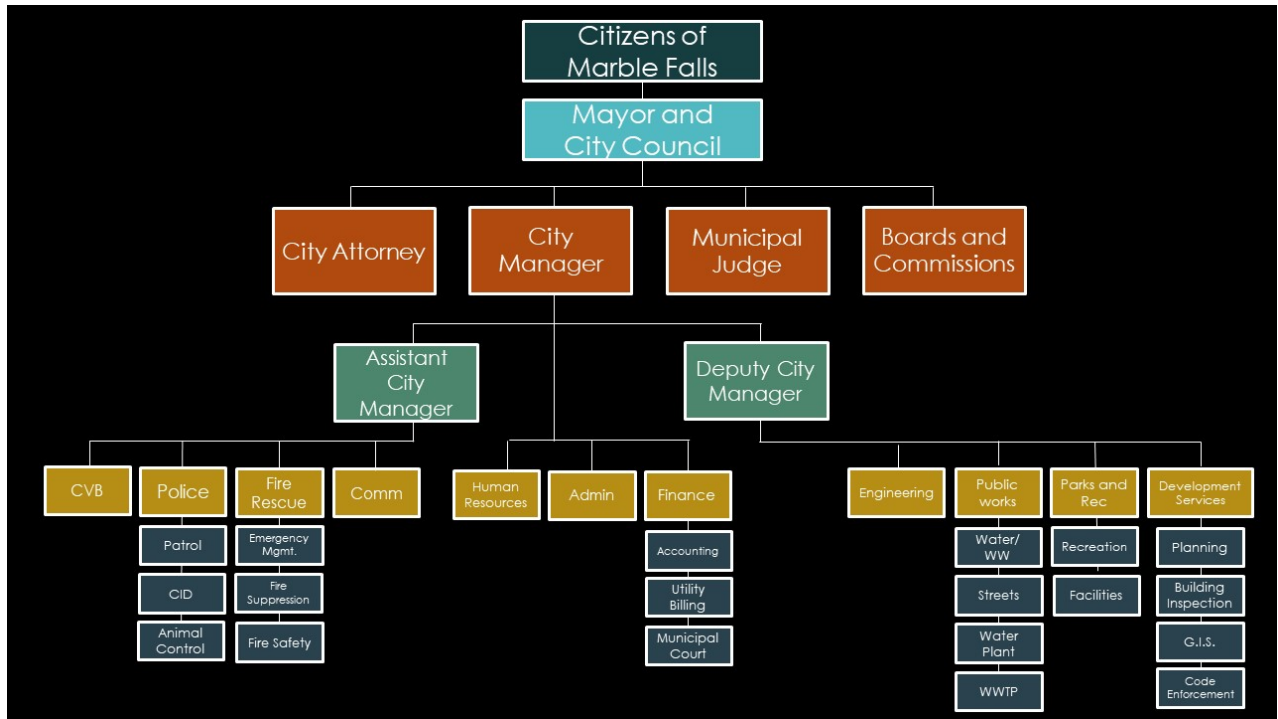 Citizens of
Marble Falls
Mayor and
City Council
City Attorney
City
Manager
Municipal
Judge
Boards and
Commissions
Assistant
City
Manager
Deputy City
Manager
CVB
Police
Fire
Rescue
Comm
Human
Resources
Admin
Finance
Engineering
Public
works
Parks and
Rec
Development
Services
Patrol
CID
Animal
Control
Emergency
Mgmt.
Fire
Suppression
Fire Safety
Accounting
Utility
Billing
Municipal
Court
Water/
WW
Streets
Water
Plant
WWTP
Recreation
Facilities
Planning
Building
Inspection
G.I.S.
Code
Enforcement